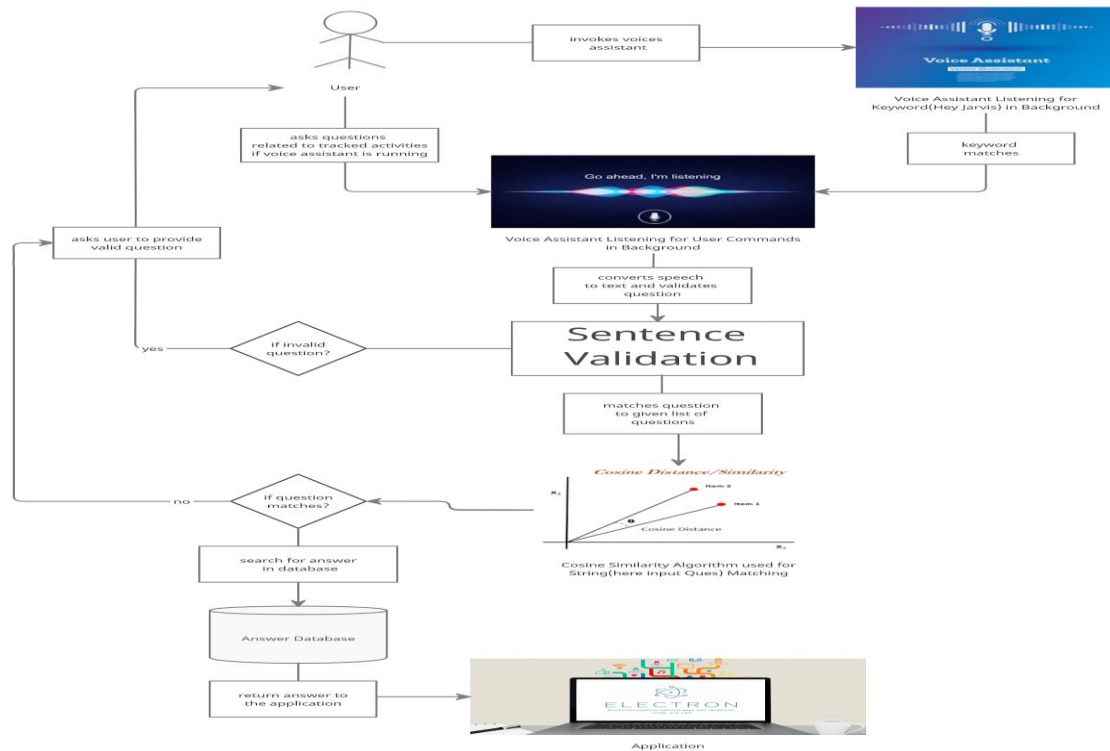 invokes voices
assistant
Voice Assistant
Voice Assistant Listening for
Keyword(Hey Jarvis) in Background
User
asks questions
related to tracked activities
if voice assistant is running
keyword
matches
Go ahead, I'm listening
Voice Assistant Listening for User Commands
in Background
asks user to provide
valid question
converts speech
to text and validates
question
Sentence
Validation
yes
if invalid
question?
matches question
to given list of
questions
Cosine Distance/Similarity
X₂
Item 2
Item 1
θ
Cosine Distance
X₁
no
if question
matches?
Cosine Similarity Algorithm used for
String(here input Ques) Matching
search for answer
in database
Answer Database
return answer to
the application
ELECTRON
Application